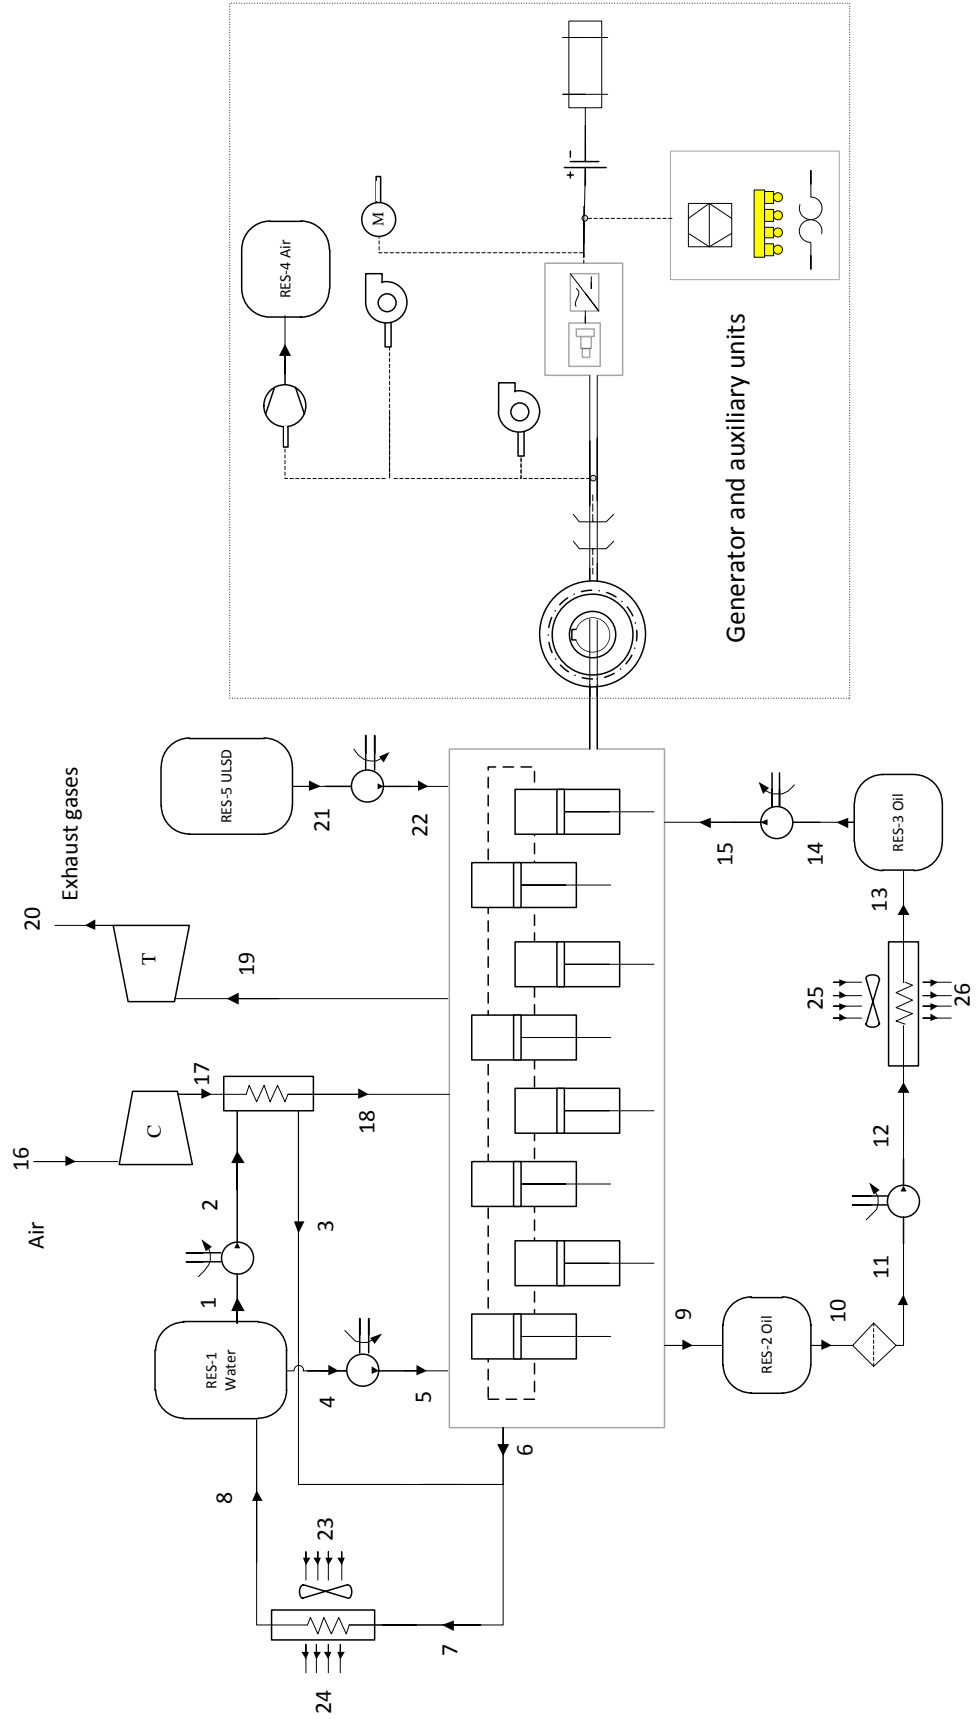 Air
16
C
17
18
Exhaust gases
20
T
19
RES-5 ULSD
21
22
RES-1
Water
1
2
3
4
5
6
7
8
23
24
9
RES-2 Oil
10
11
12
25
26
13
RES-3 Oil
14
15
RES-4 Air
M
+ -
Generator and auxiliary units